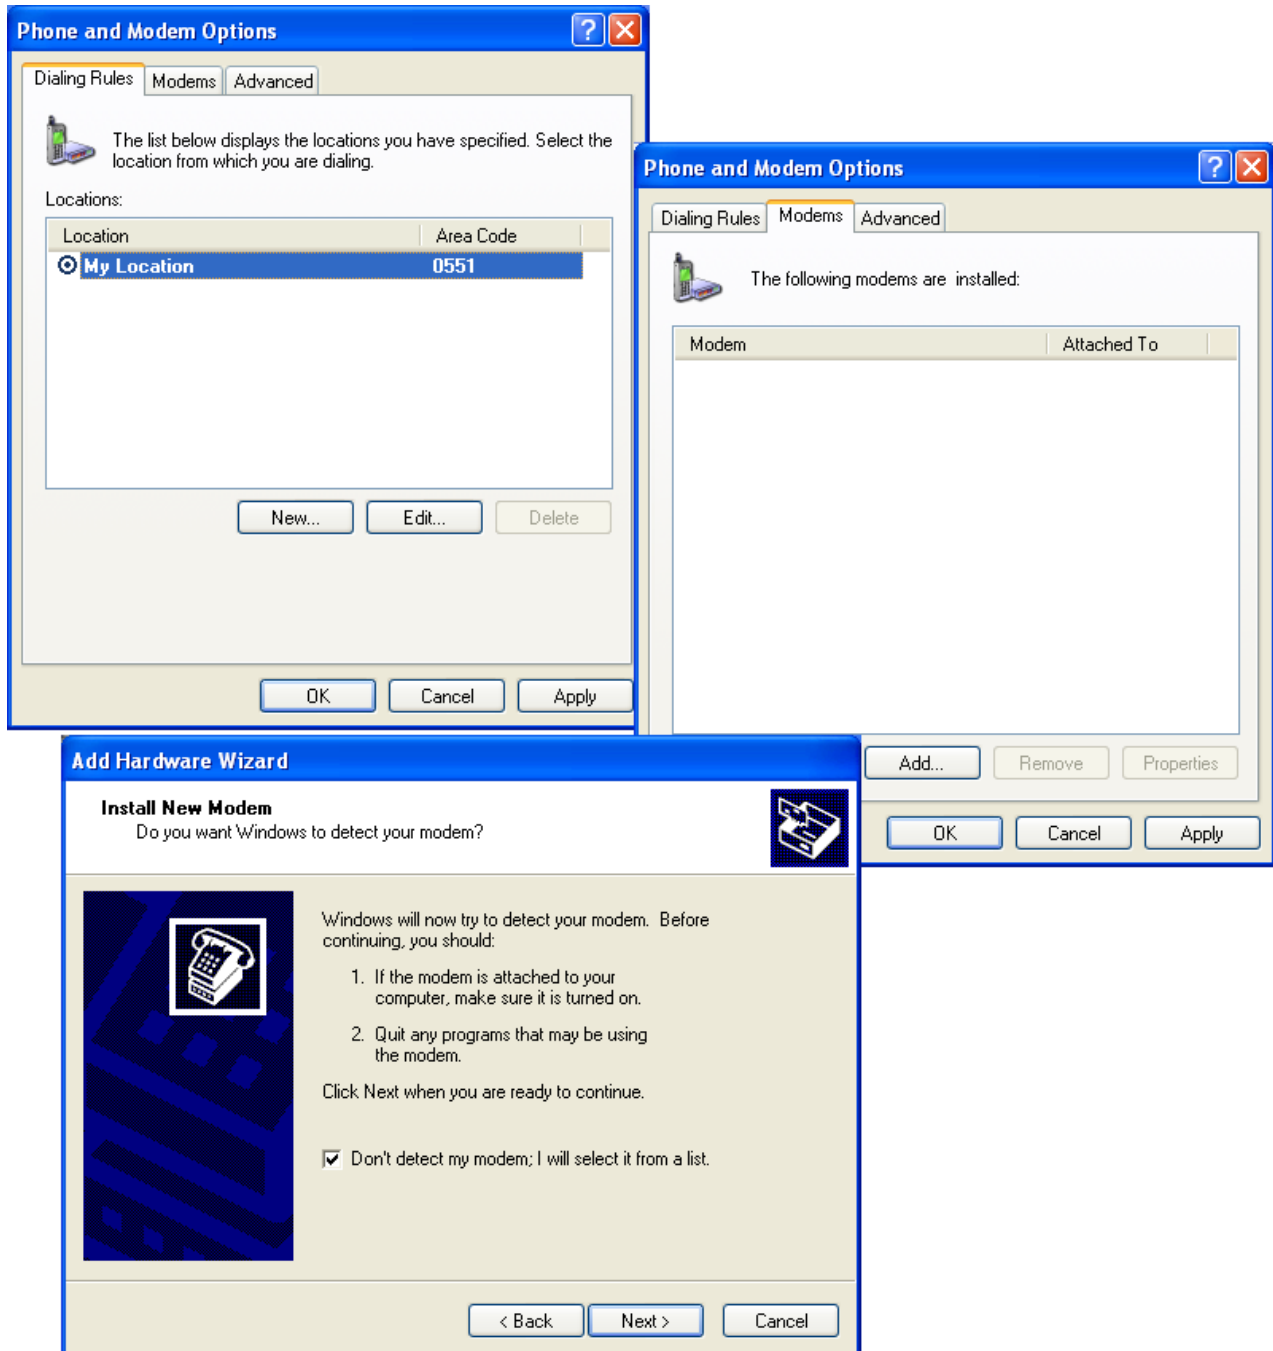 Phone and Modem Options
Dialing Rules Modems Advanced
The list below displays the locations you have specified. Select the
location from which you are dialing.
Locations:
Location Area Code
My Location 0551
New... Edit... Delete
OK Cancel Apply
Phone and Modem Options
Dialing Rules Modems Advanced
The following modems are installed:
Modem Attached To
Add... Remove Properties
OK Cancel Apply
Add Hardware Wizard
Install New Modem
Do you want Windows to detect your modem?
Windows will now try to detect your modem. Before
continuing, you should:
1. If the modem is attached to your
computer, make sure it is turned on.
2. Quit any programs that may be using
the modem.
Click Next when you are ready to continue.
Don't detect my modem; I will select it from a list.
< Back Next > Cancel